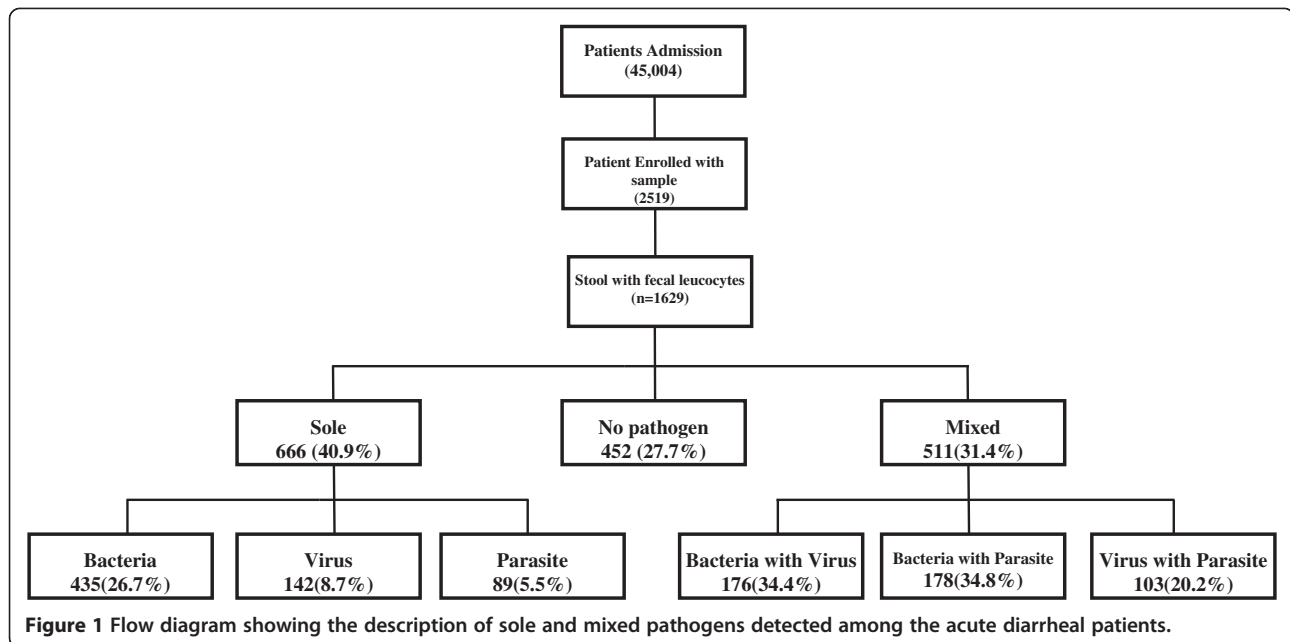 Patients Admission
(45,004)
Patient Enrolled with
sample
(2519)
Stool with fecal leucocytes
(n=1629)
Sole
666 (40.9%)
No pathogen
452 (27.7%)
Mixed
511(31.4%)
Bacteria
435(26.7%)
Virus
142(8.7%)
Parasite
89(5.5%)
Bacteria with Virus
176(34.4%)
Bacteria with Parasite
178(34.8%)
Virus with Parasite
103(20.2%)
Figure 1 Flow diagram showing the description of sole and mixed pathogens detected among the acute diarrheal patients.